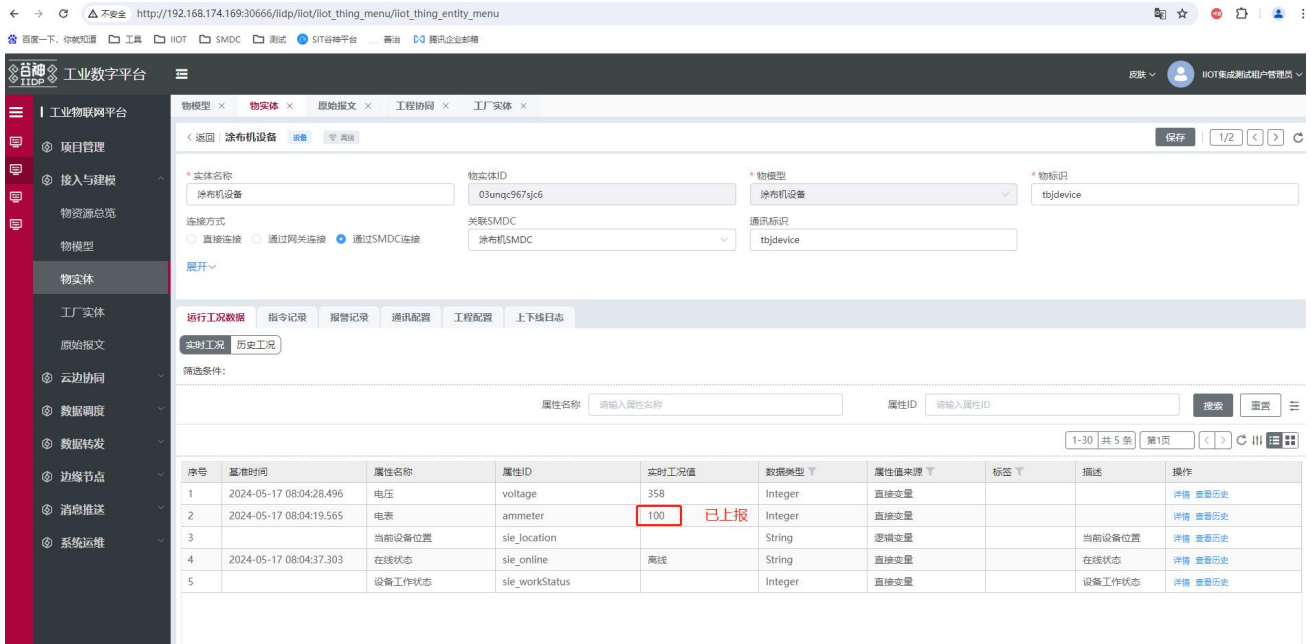 不安全 http://192.168.174.169:30666/iidp/iiot/iiot_thing_menu/iiot_thing_entity_menu
百度一下，你就知道 工具 IIOT SMDC 测试 SIT谷神平台 善治 腾讯企业邮箱
谷神 IIDP 工业数字平台 皮肤 IIOT集成测试租户管理员
工业物联网平台
项目管理
接入与建模
物资源总览
物模型
物实体
工厂实体
原始报文
云边协同
数据调度
数据转发
边缘节点
消息推送
系统运维
物模型 × 物实体 × 原始报文 × 工程协同 × 工厂实体 ×
< 返回 涂布机设备 设备 离线 保存 1/2 < >
* 实体名称 物实体ID * 物模型 * 物标识
涂布机设备 03unqc967sjc6 涂布机设备 tbjdevice
连接方式 关联SMDC 通讯标识
直接连接 通过网关连接 通过SMDC连接 涂布机SMDC tbjdevice
展开
运行工况数据 指令记录 报警记录 通讯配置 工程配置 上下线日志
实时工况 历史工况
筛选条件:
属性名称 请输入属性名称 属性ID 请输入属性ID 搜索 重置
1-30 共 5 条 第1页 < >
序号 基准时间 属性名称 属性ID 实时工况值 数据类型 属性值来源 标签 描述 操作
1 2024-05-17 08:04:28.496 电压 voltage 358 Integer 直接变量 详情 查看历史
2 2024-05-17 08:04:19.565 电表 ammeter 100 已上报 Integer 直接变量 详情 查看历史
3 当前设备位置 sie_location String 逻辑变量 当前设备位置 详情 查看历史
4 2024-05-17 08:04:37.303 在线状态 sie_online 离线 String 直接变量 在线状态 详情 查看历史
5 设备工作状态 sie_workStatus Integer 直接变量 设备工作状态 详情 查看历史